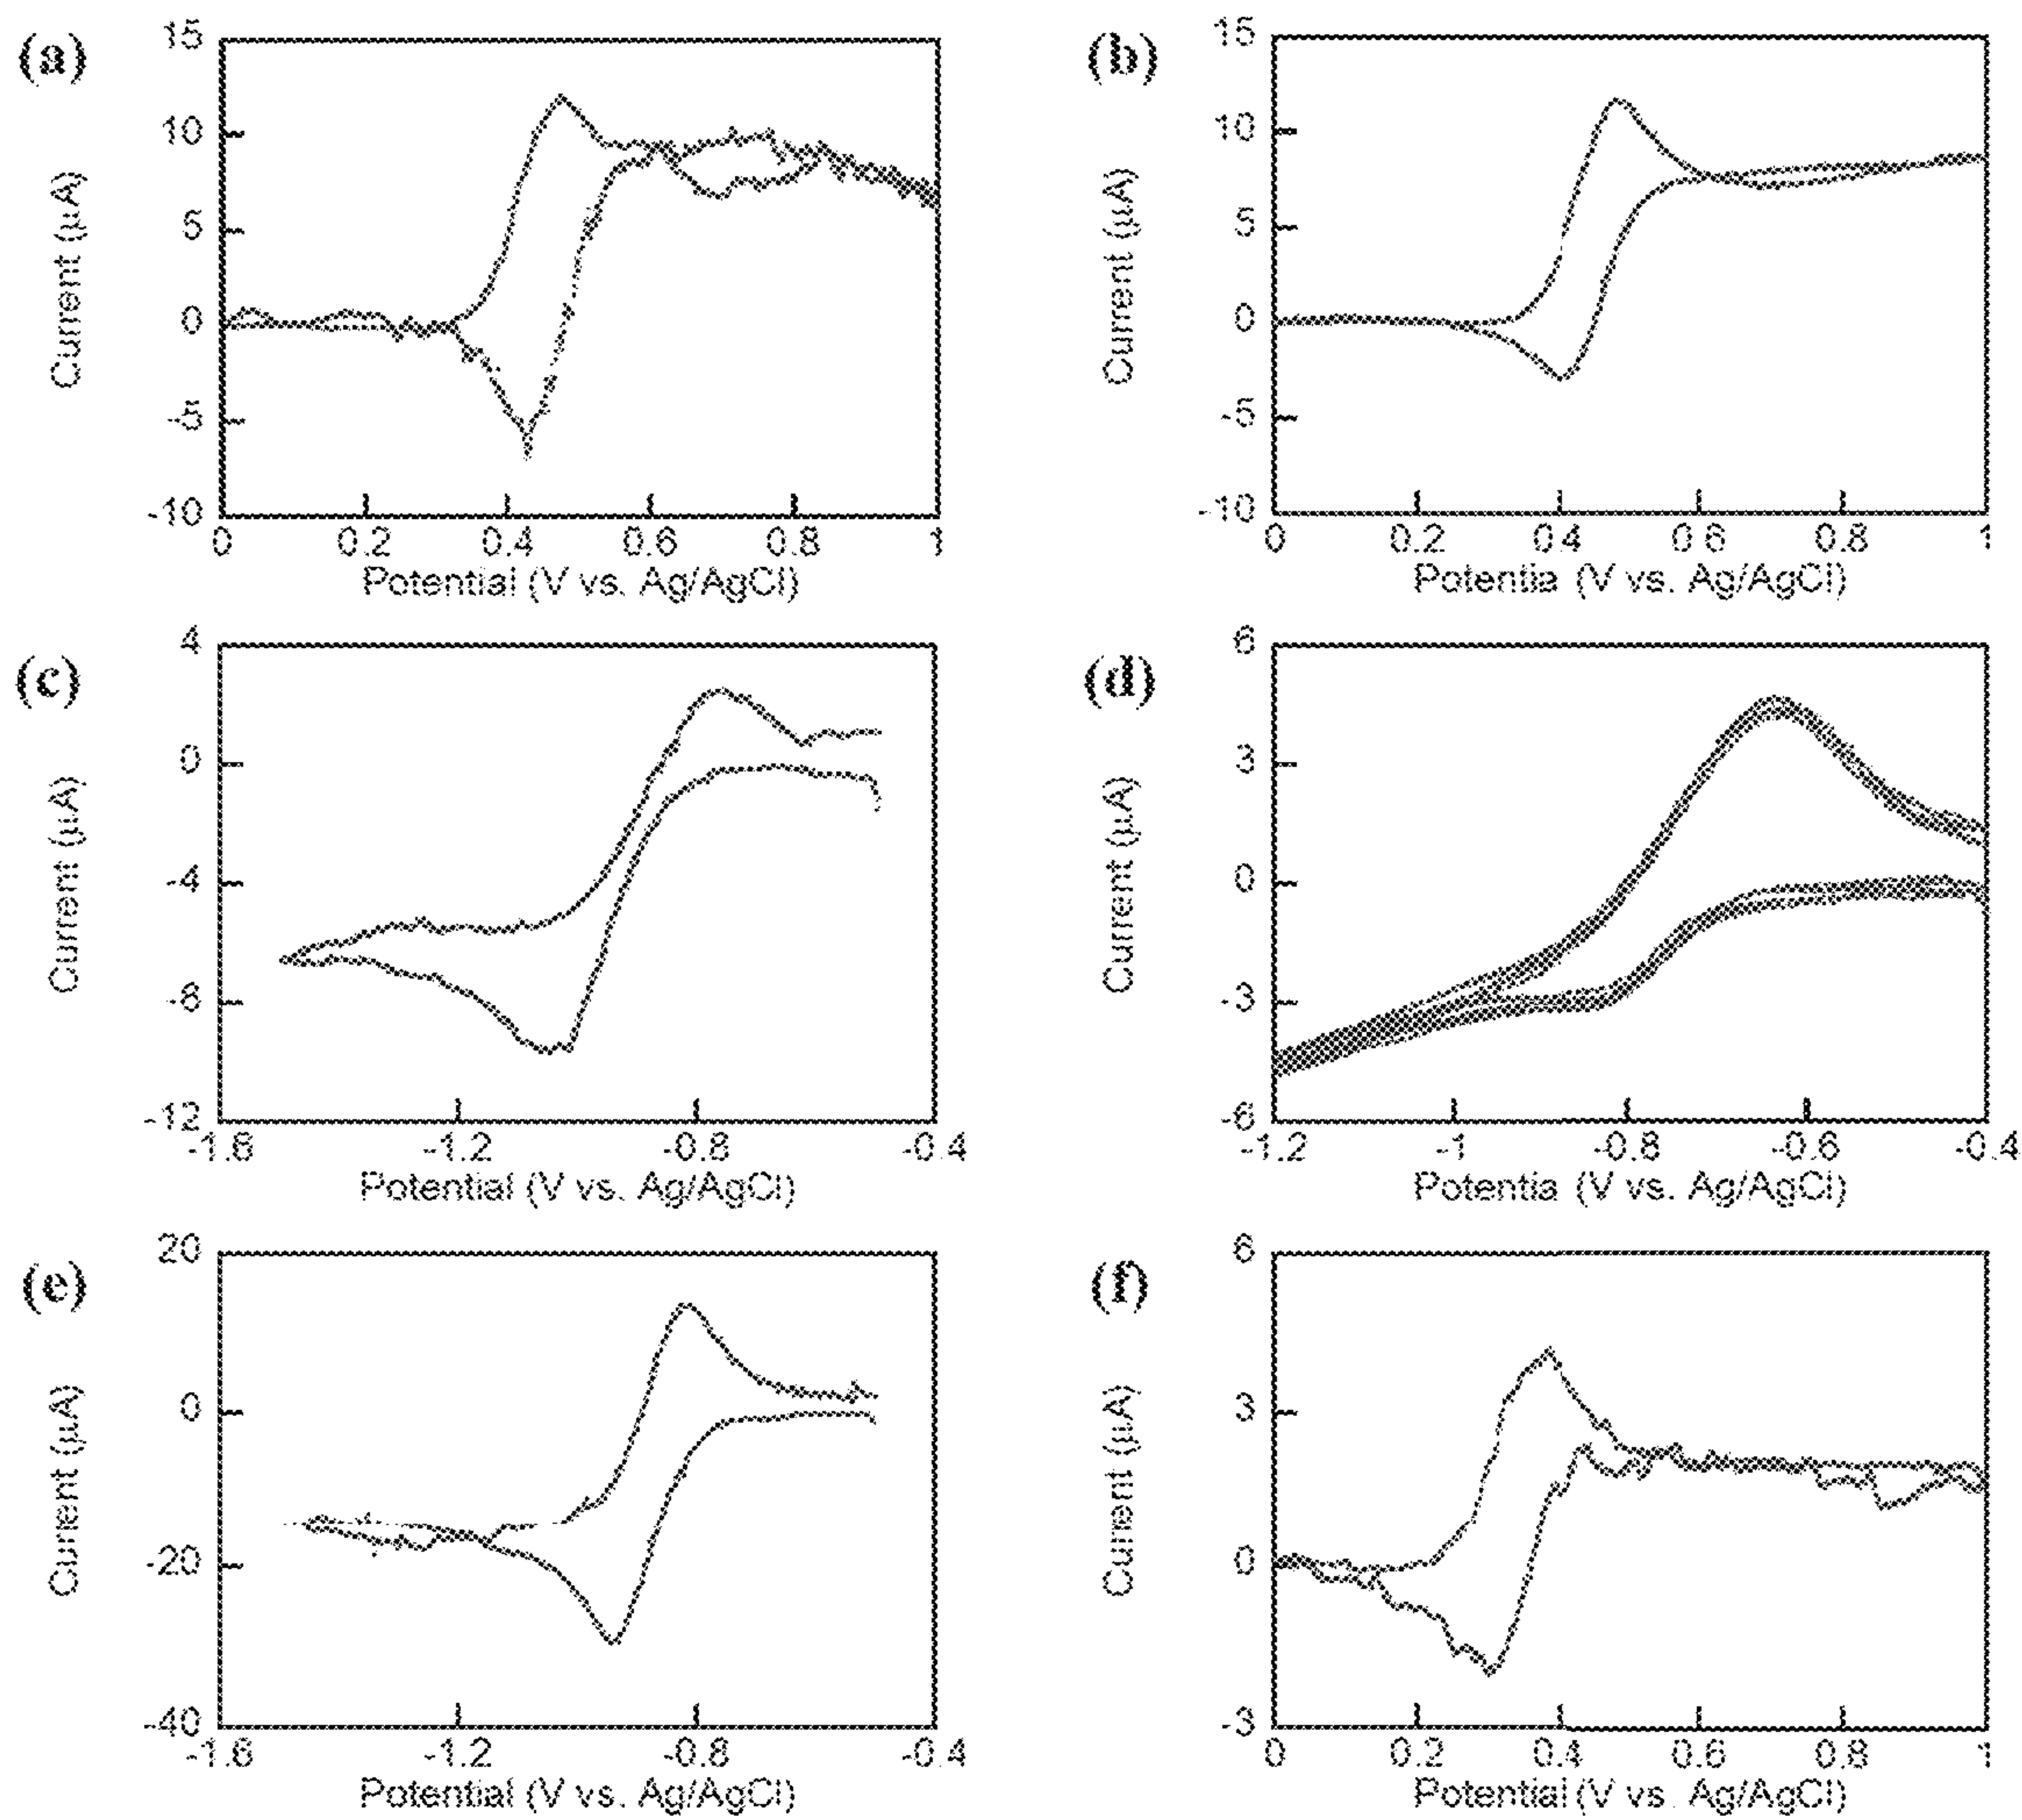 (a)
15
10
5
0
-5
-10
Current (µA)
0 0.2 0.4 0.6 0.8 1
Potential (V vs. Ag/AgCl)
(b)
15
10
5
0
-5
-10
Current (µA)
0 0.2 0.4 0.6 0.8 1
Potentia (V vs. Ag/AgCl)
(c)
4
0
-4
-8
-12
Current (µA)
-1.6 -1.2 -0.8 -0.4
Potential (V vs. Ag/AgCl)
(d)
6
3
0
-3
-6
Current (µA)
-1.2 -1 -0.8 -0.6 -0.4
Potentia (V vs. Ag/AgCl)
(e)
20
0
-20
-40
Current (µA)
-1.6 -1.2 -0.8 -0.4
Potential (V vs. Ag/AgCl)
(f)
6
3
0
-3
Current (µA)
0 0.2 0.4 0.6 0.8 1
Potential (V vs. Ag/AgCl)